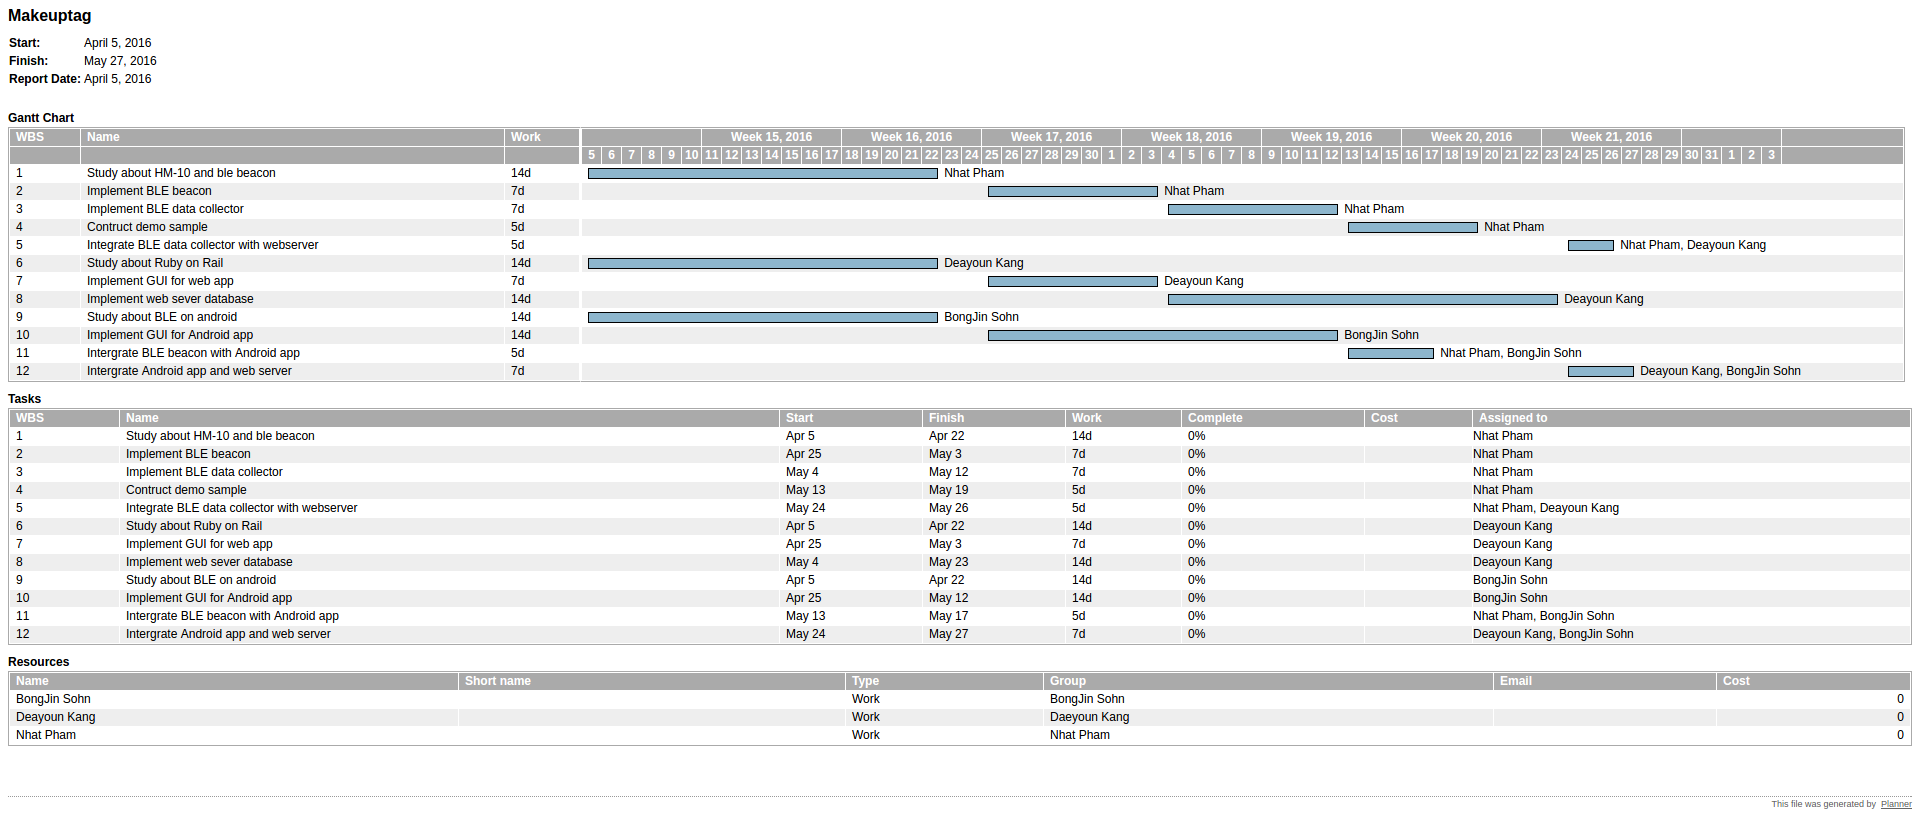 Makeuptag
Start: April 5, 2016
Finish: May 27, 2016
Report Date: April 5, 2016
Gantt Chart
WBS Name Work Week 15, 2016 Week 16, 2016 Week 17, 2016 Week 18, 2016 Week 19, 2016 Week 20, 2016 Week 21, 2016
5 6 7 8 9 10 11 12 13 14 15 16 17 18 19 20 21 22 23 24 25 26 27 28 29 30 1 2 3 4 5 6 7 8 9 10 11 12 13 14 15 16 17 18 19 20 21 22 23 24 25 26 27 28 29 30 31 1 2 3
1 Study about HM-10 and ble beacon 14d Nhat Pham
2 Implement BLE beacon 7d Nhat Pham
3 Implement BLE data collector 7d Nhat Pham
4 Contruct demo sample 5d Nhat Pham
5 Integrate BLE data collector with webserver 5d Nhat Pham, Deayoun Kang
6 Study about Ruby on Rail 14d Deayoun Kang
7 Implement GUI for web app 7d Deayoun Kang
8 Implement web sever database 14d Deayoun Kang
9 Study about BLE on android 14d BongJin Sohn
10 Implement GUI for Android app 14d BongJin Sohn
11 Intergrate BLE beacon with Android app 5d Nhat Pham, BongJin Sohn
12 Intergrate Android app and web server 7d Deayoun Kang, BongJin Sohn
Tasks
WBS Name Start Finish Work Complete Cost Assigned to
1 Study about HM-10 and ble beacon Apr 5 Apr 22 14d 0% Nhat Pham
2 Implement BLE beacon Apr 25 May 3 7d 0% Nhat Pham
3 Implement BLE data collector May 4 May 12 7d 0% Nhat Pham
4 Contruct demo sample May 13 May 19 5d 0% Nhat Pham
5 Integrate BLE data collector with webserver May 24 May 26 5d 0% Nhat Pham, Deayoun Kang
6 Study about Ruby on Rail Apr 5 Apr 22 14d 0% Deayoun Kang
7 Implement GUI for web app Apr 25 May 3 7d 0% Deayoun Kang
8 Implement web sever database May 4 May 23 14d 0% Deayoun Kang
9 Study about BLE on android Apr 5 Apr 22 14d 0% BongJin Sohn
10 Implement GUI for Android app Apr 25 May 12 14d 0% BongJin Sohn
11 Intergrate BLE beacon with Android app May 13 May 17 5d 0% Nhat Pham, BongJin Sohn
12 Intergrate Android app and web server May 24 May 27 7d 0% Deayoun Kang, BongJin Sohn
Resources
Name Short name Type Group Email Cost
BongJin Sohn Work BongJin Sohn 0
Deayoun Kang Work Daeyoun Kang 0
Nhat Pham Work Nhat Pham 0
This file was generated by Planner